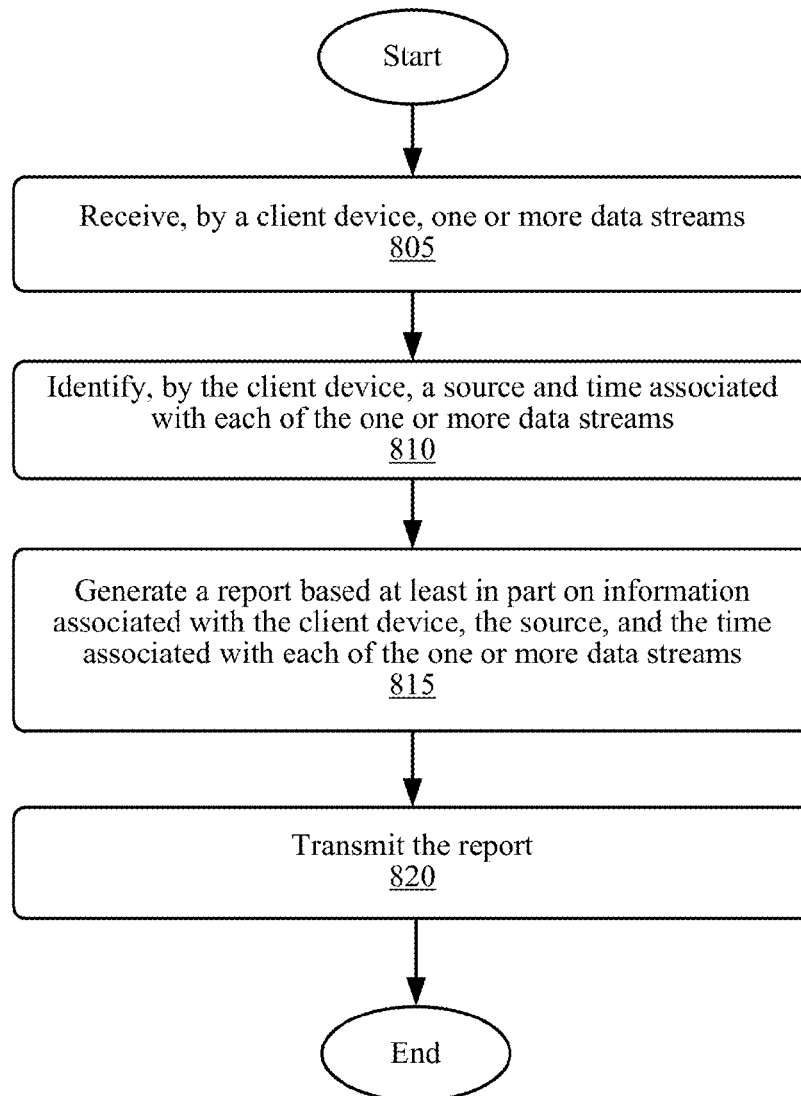 Start
Receive, by a client device, one or more data streams
805
Identify, by the client device, a source and time associated
with each of the one or more data streams
810
Generate a report based at least in part on information
associated with the client device, the source, and the time
associated with each of the one or more data streams
815
Transmit the report
820
End